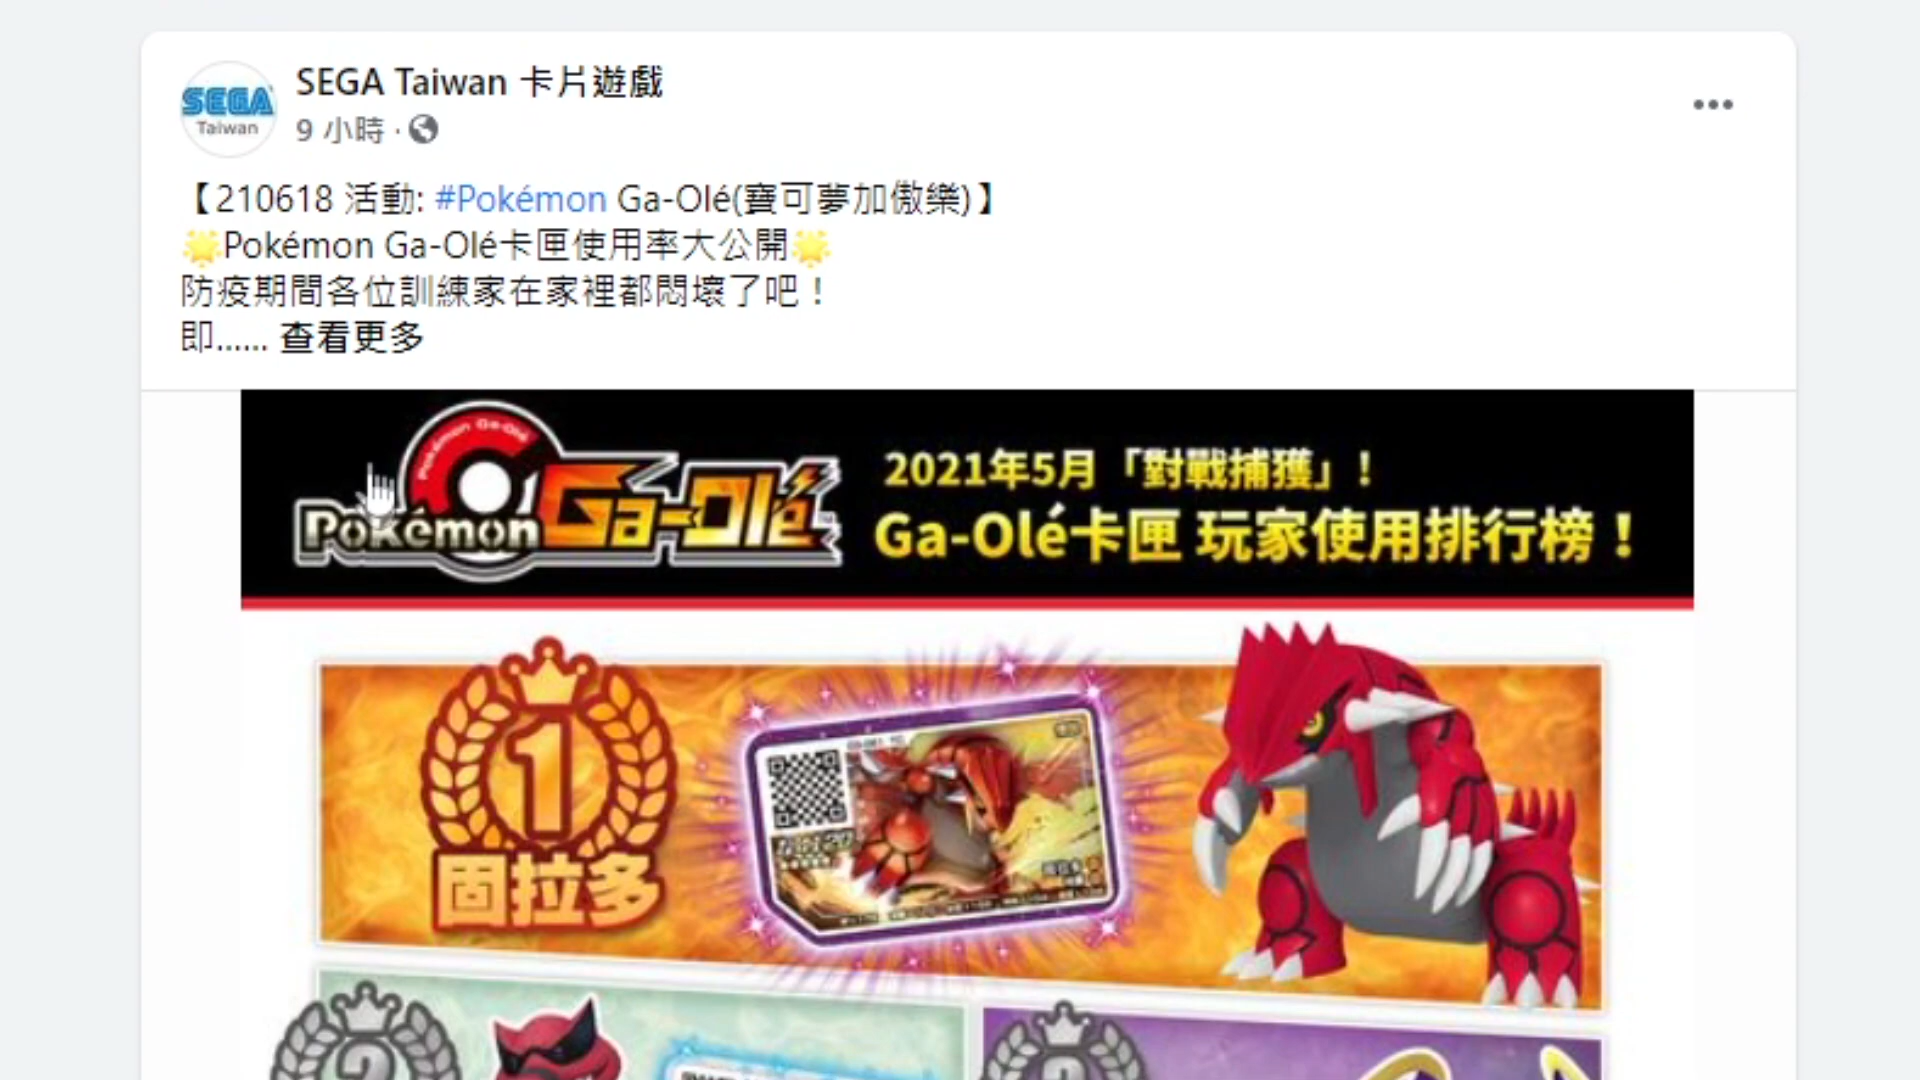 SEGA Taiwan 卡片遊戲
SEGA
Taiwan
9 小時 ·
【210618 活動: #Pokémon Ga-Olé(寶可夢加傲樂)】
🌟Pokémon Ga-Olé卡匣使用率大公開🌟
防疫期間各位訓練家在家裡都悶壞了吧！
即...... 查看更多
Pokémon Ga-Olé
Pokémon Ga-Olé
2021年5月「對戰捕獲」！
Ga-Olé卡匣 玩家使用排行榜！
1
固拉多
2